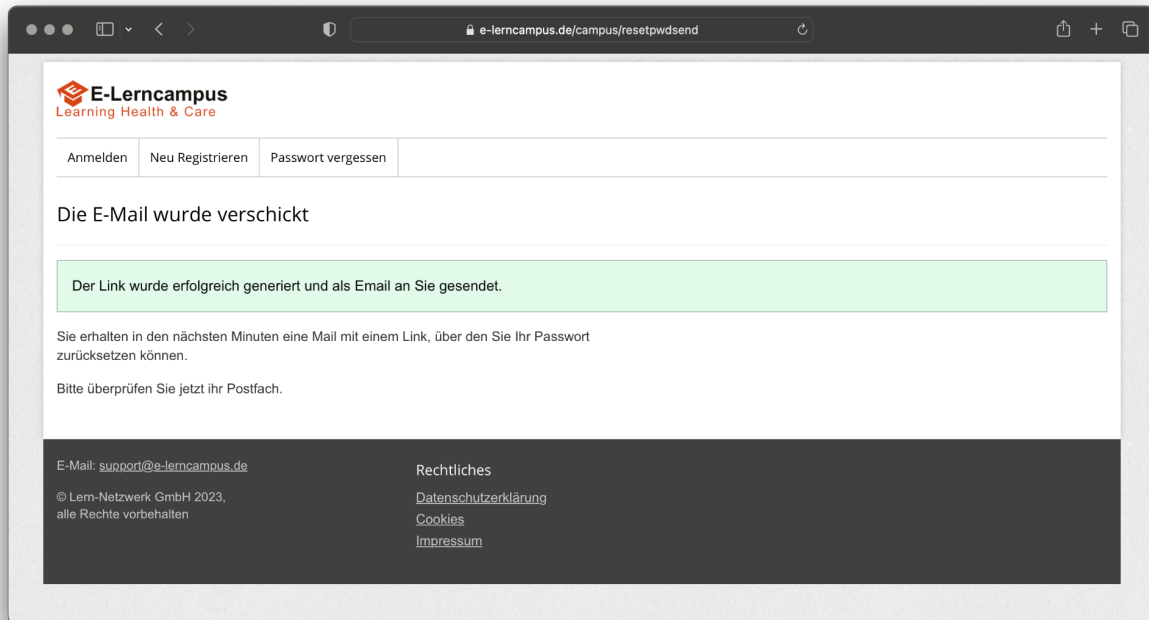 e-lerncampus.de/campus/resetpwdsend
E-Lerncampus
Learning Health & Care
Anmelden
Neu Registrieren
Passwort vergessen
Die E-Mail wurde verschickt
Der Link wurde erfolgreich generiert und als Email an Sie gesendet.
Sie erhalten in den nächsten Minuten eine Mail mit einem Link, über den Sie Ihr Passwort
zurücksetzen können.
Bitte überprüfen Sie jetzt ihr Postfach.
E-Mail: support@e-lerncampus.de
© Lern-Netzwerk GmbH 2023,
alle Rechte vorbehalten
Rechtliches
Datenschutzerklärung
Cookies
Impressum